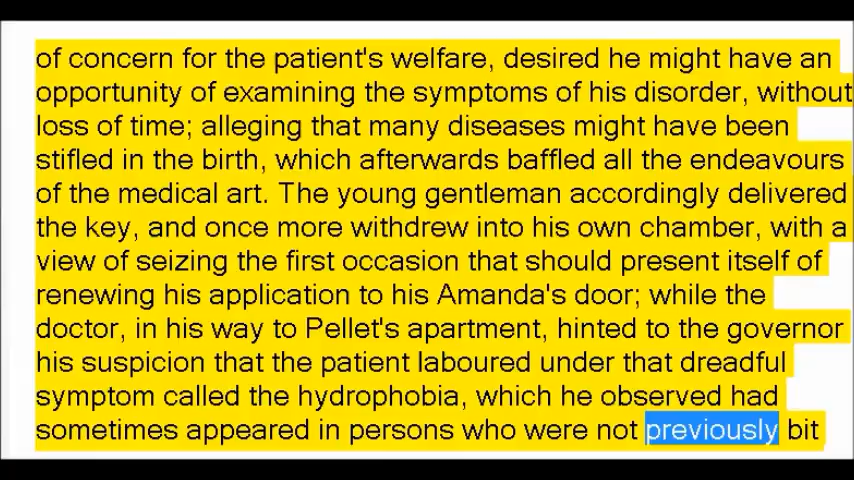 of concern for the patient's welfare, desired he might have an
opportunity of examining the symptoms of his disorder, without
loss of time; alleging that many diseases might have been
stifled in the birth, which afterwards baffled all the endeavours
of the medical art. The young gentleman accordingly delivered
the key, and once more withdrew into his own chamber, with a
view of seizing the first occasion that should present itself of
renewing his application to his Amanda's door; while the
doctor, in his way to Pellet's apartment, hinted to the governor
his suspicion that the patient laboured under that dreadful
symptom called the hydrophobia, which he observed had
sometimes appeared in persons who were not previously bit